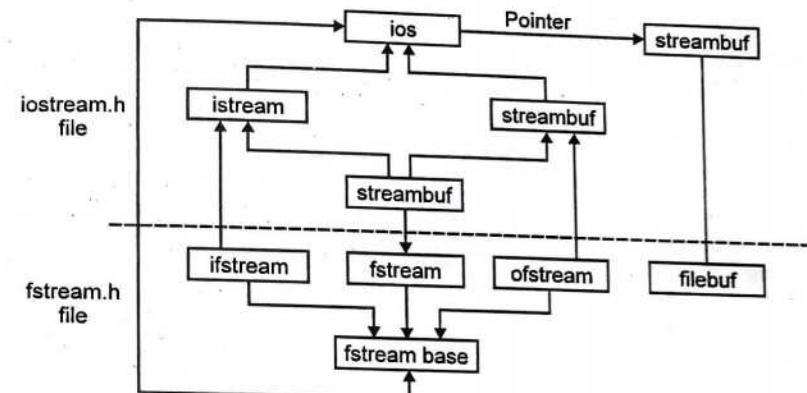 ios
Pointer
streambuf
iostream.h
file
istream
streambuf
streambuf
fstream.h
file
ifstream
fstream
ofstream
filebuf
fstream base